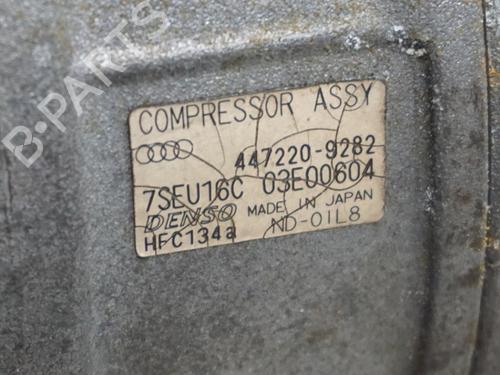 B-PARTS
COMPRESSOR ASSY
447220-9282
7SEU16C 03E00604
DENSO MADE IN JAPAN
HFC134a ND-OIL8